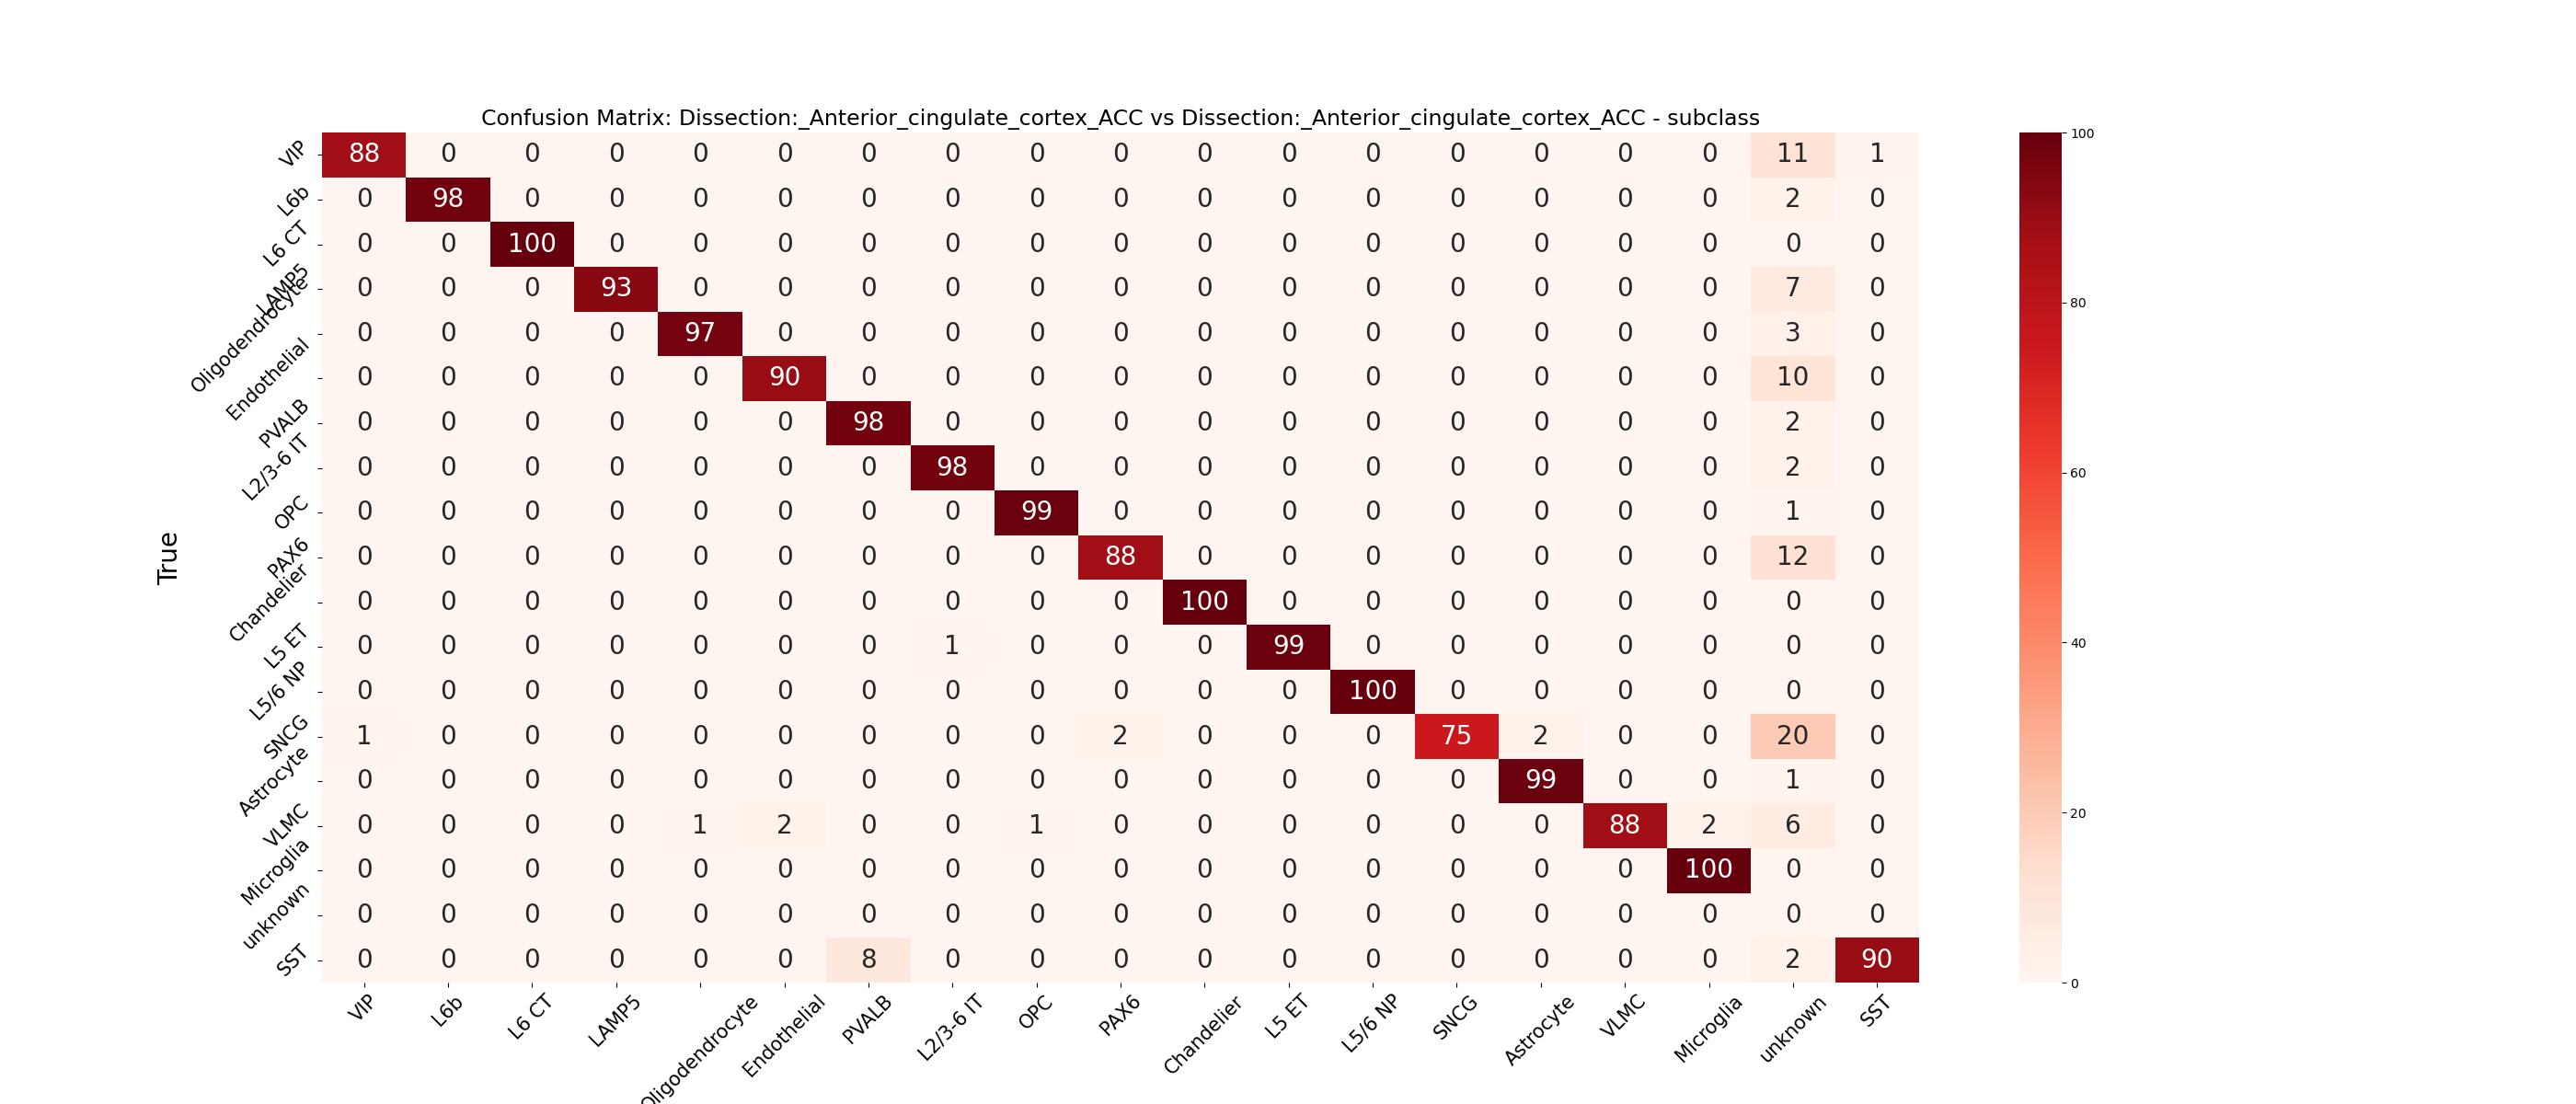 Confusion Matrix: Dissection:_Anterior_cingulate_cortex_ACC vs Dissection:_Anterior_cingulate_cortex_ACC - subclass
True
VIP 88 0 0 0 0 0 0 0 0 0 0 0 0 0 0 0 0 11 1
L6b 0 98 0 0 0 0 0 0 0 0 0 0 0 0 0 0 0 2 0
L6 CT 0 0 100 0 0 0 0 0 0 0 0 0 0 0 0 0 0 0 0
LAMP5 0 0 0 93 0 0 0 0 0 0 0 0 0 0 0 0 0 7 0
Oligodendrocyte 0 0 0 0 97 0 0 0 0 0 0 0 0 0 0 0 0 3 0
Endothelial 0 0 0 0 0 90 0 0 0 0 0 0 0 0 0 0 0 10 0
PVALB 0 0 0 0 0 0 98 0 0 0 0 0 0 0 0 0 0 2 0
L2/3-6 IT 0 0 0 0 0 0 0 98 0 0 0 0 0 0 0 0 0 2 0
OPC 0 0 0 0 0 0 0 0 99 0 0 0 0 0 0 0 0 1 0
PAX6 0 0 0 0 0 0 0 0 0 88 0 0 0 0 0 0 0 12 0
Chandelier 0 0 0 0 0 0 0 0 0 0 100 0 0 0 0 0 0 0 0
L5 ET 0 0 0 0 0 0 0 1 0 0 0 99 0 0 0 0 0 0 0
L5/6 NP 0 0 0 0 0 0 0 0 0 0 0 0 100 0 0 0 0 0 0
SNCG 1 0 0 0 0 0 0 0 0 2 0 0 0 75 2 0 0 20 0
Astrocyte 0 0 0 0 0 0 0 0 0 0 0 0 0 0 99 0 0 1 0
VLMC 0 0 0 0 1 2 0 0 1 0 0 0 0 0 0 88 2 6 0
Microglia 0 0 0 0 0 0 0 0 0 0 0 0 0 0 0 0 100 0 0
unknown 0 0 0 0 0 0 0 0 0 0 0 0 0 0 0 0 0 0 0
SST 0 0 0 0 0 0 8 0 0 0 0 0 0 0 0 0 0 2 90
VIP L6b L6 CT LAMP5 Oligodendrocyte Endothelial PVALB L2/3-6 IT OPC PAX6 Chandelier L5 ET L5/6 NP SNCG Astrocyte VLMC Microglia unknown SST
100
80
60
40
20
0